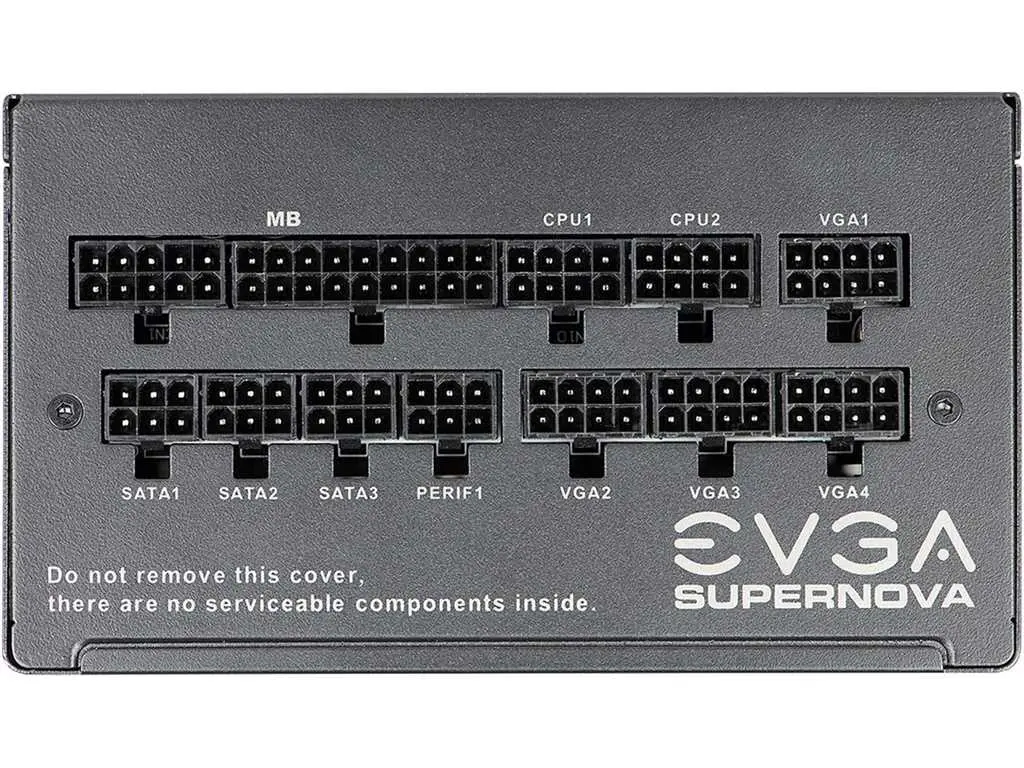 MB CPU1 CPU2 VGA1
SATA1 SATA2 SATA3 PERIF1 VGA2 VGA3 VGA4
EVGA
SUPERNOVA
Do not remove this cover,
there are no serviceable components inside.